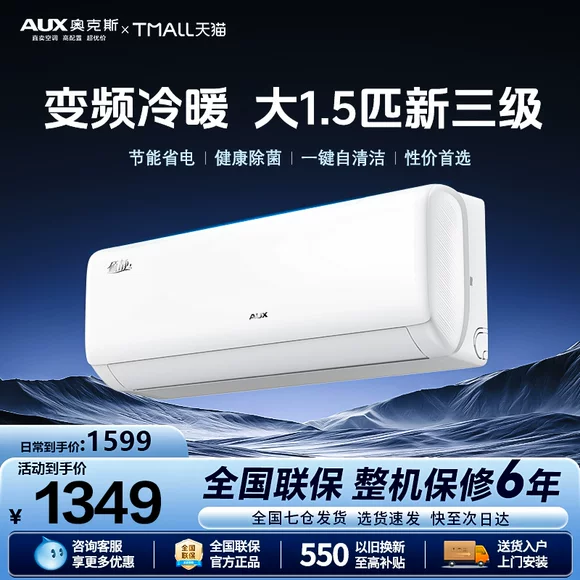 AUX奥克斯×TMALL天猫
真卖空调 高配置 超优价
变频冷暖 大1.5匹新三级
节能省电 | 健康除菌 | 一键自清洁 | 性价首选
AUX
日常到手价:1599
活动到手价:
¥1349
全国联保 整机保修6年
全国七仓发货 选货速发 快至次日达
咨询客服
享更多优惠
全国联保
官方正品
550 以旧换新
至高补贴
送货入户
上门安装